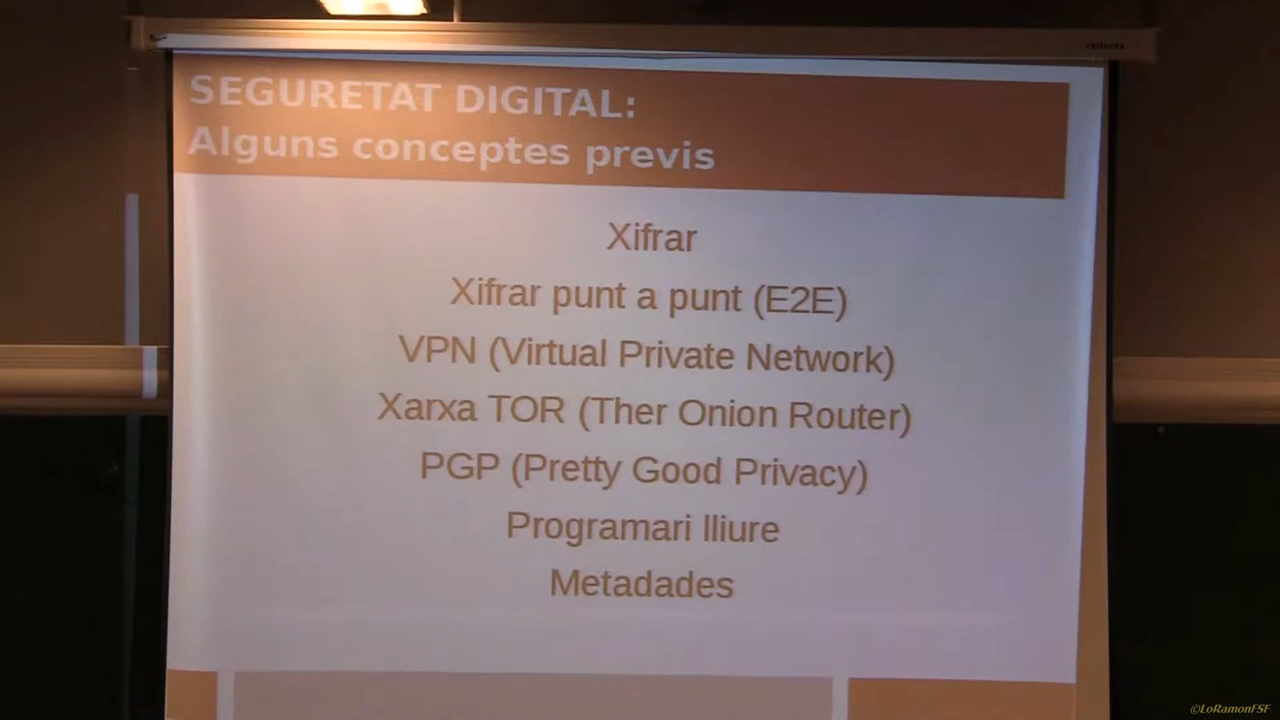 reflecta
SEGURETAT DIGITAL:
Alguns conceptes previs
Xifrar
Xifrar punt a punt (E2E)
VPN (Virtual Private Network)
Xarxa TOR (Ther Onion Router)
PGP (Pretty Good Privacy)
Programari lliure
Metadades
©LoRamonFSF